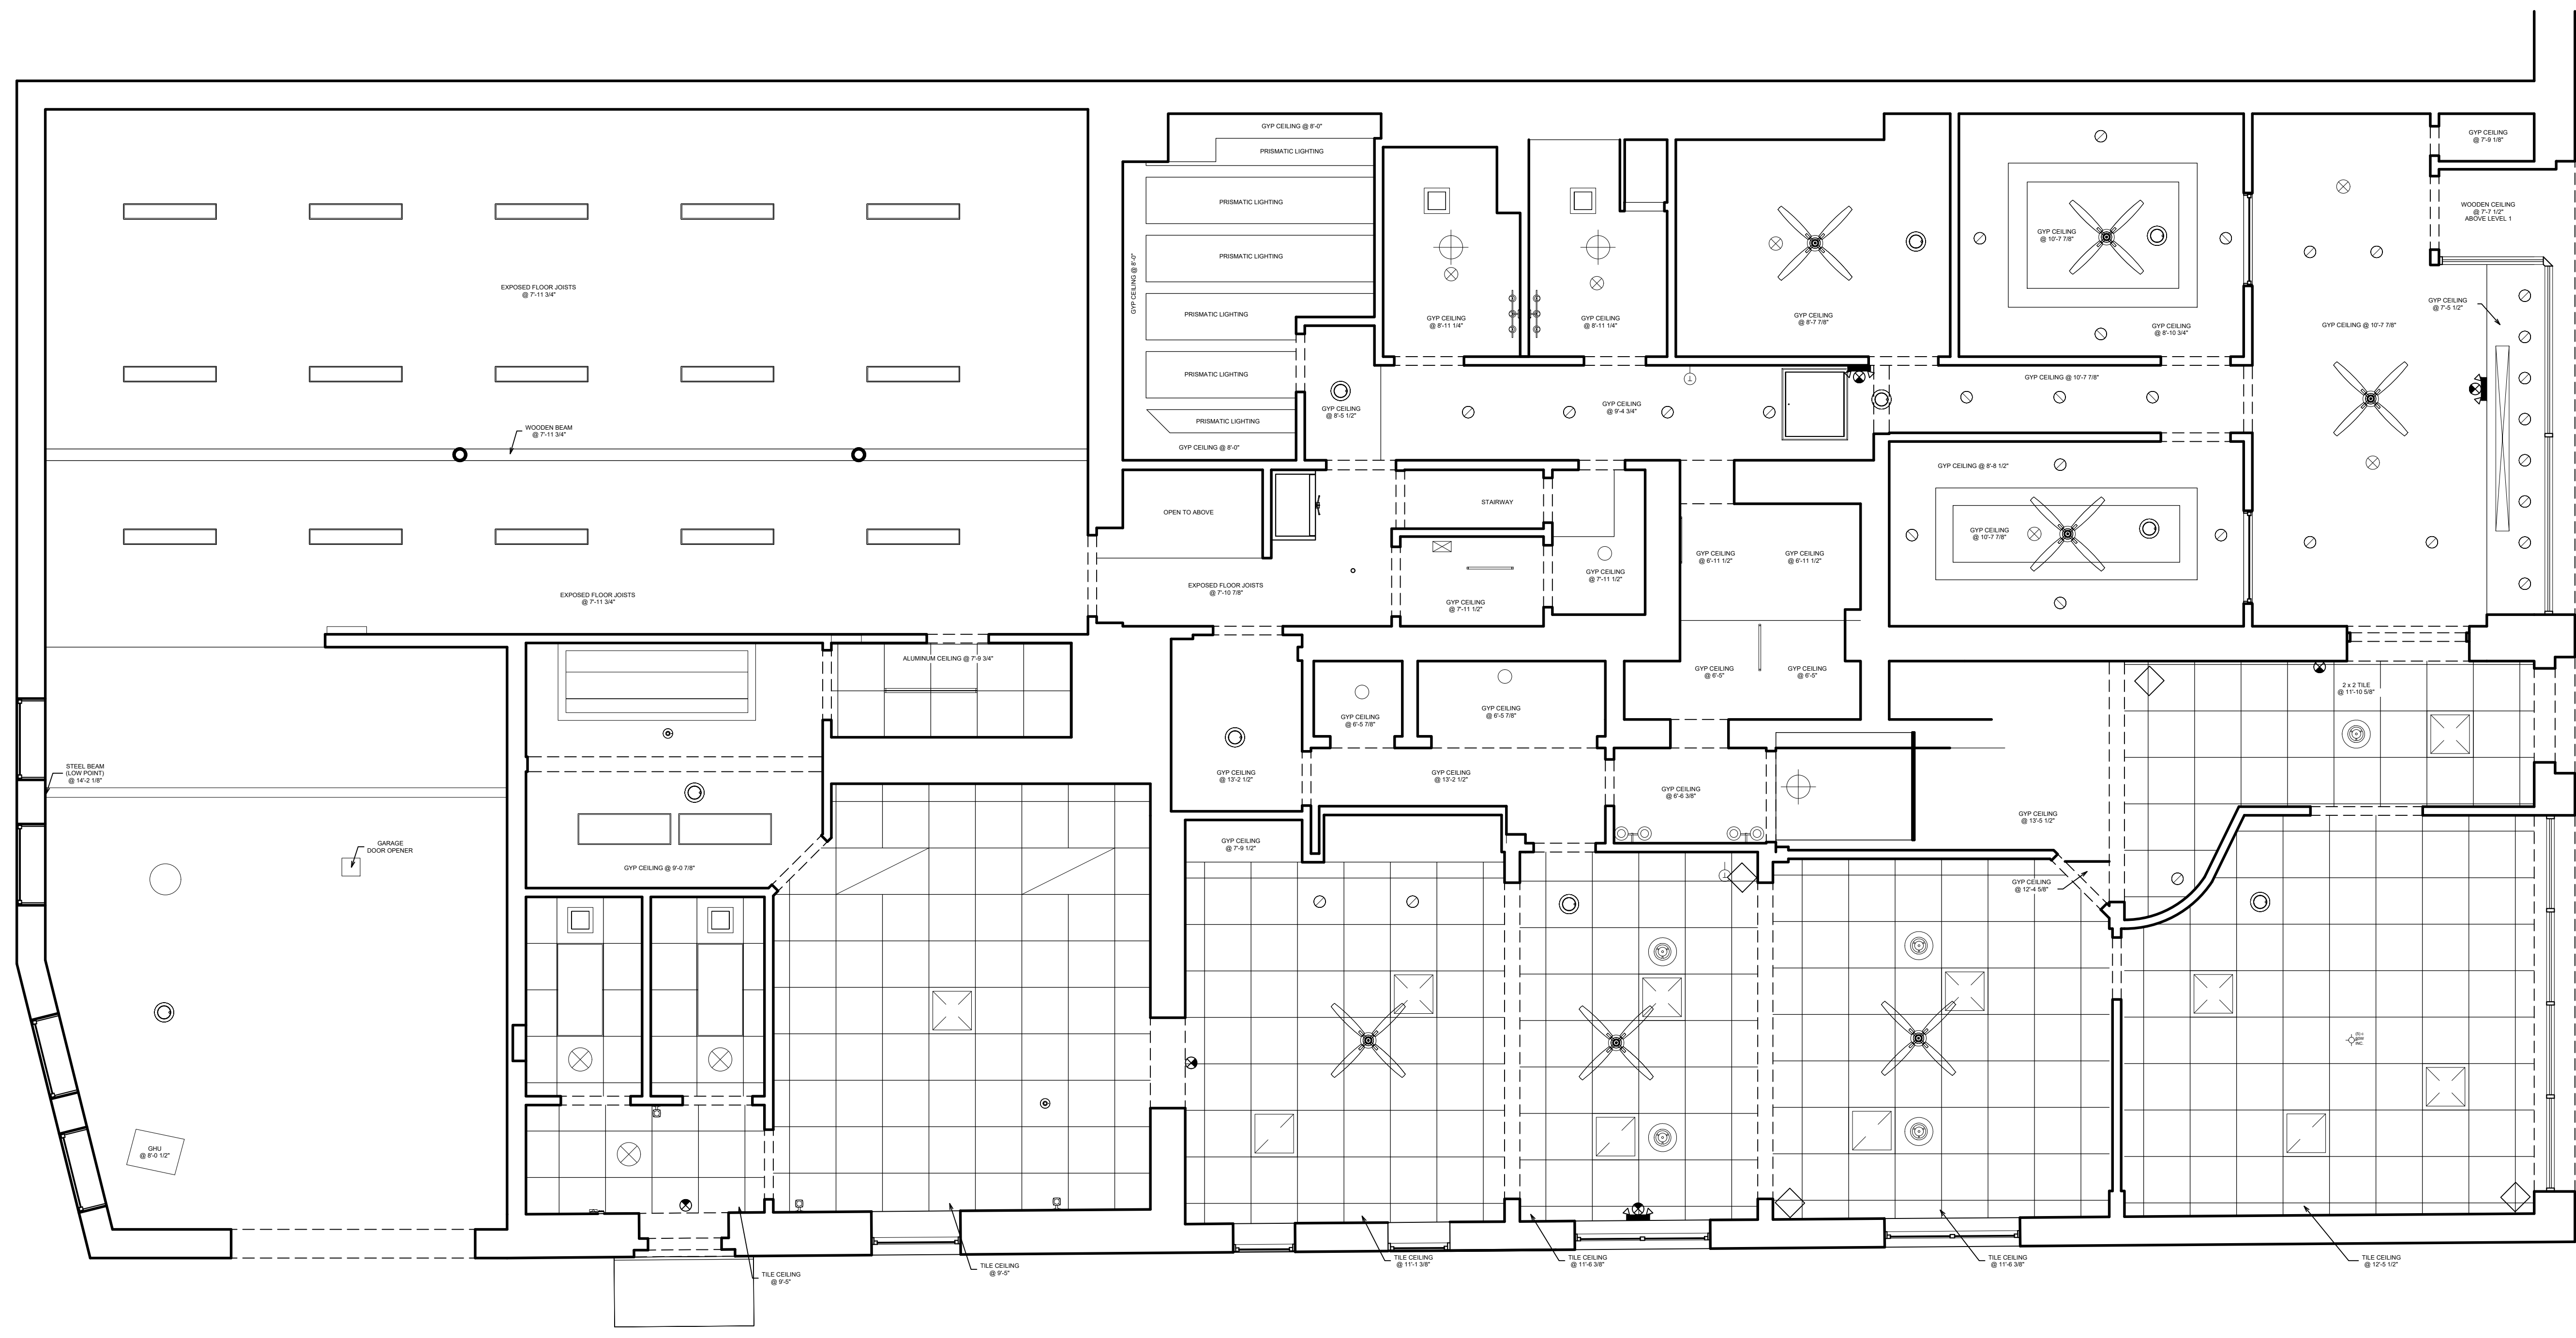 GYP CEILING @ 8'-0"
PRISMATIC LIGHTING
GYP CEILING
@ 7'-9 1/8"
PRISMATIC LIGHTING
WOODEN CEILING
@ 7'-7 1/2"
ABOVE LEVEL 1
GYP CEILING
@ 10'-7 7/8"
PRISMATIC LIGHTING
GYP CEILING @ 8'-0"
EXPOSED FLOOR JOISTS
@ 7'-11 3/4"
PRISMATIC LIGHTING
GYP CEILING
@ 8'-11 1/4"
GYP CEILING
@ 8'-11 1/4"
GYP CEILING
@ 8'-7 7/8"
GYP CEILING
@ 8'-10 3/4"
GYP CEILING @ 10'-7 7/8"
GYP CEILING
@ 7'-5 1/2"
PRISMATIC LIGHTING
GYP CEILING @ 10'-7 7/8"
GYP CEILING
@ 8'-5 1/2"
GYP CEILING
@ 9'-4 3/4"
PRISMATIC LIGHTING
WOODEN BEAM
@ 7'-11 3/4"
GYP CEILING @ 8'-0"
GYP CEILING @ 8'-8 1/2"
OPEN TO ABOVE
STAIRWAY
GYP CEILING
@ 10'-7 7/8"
GYP CEILING
@ 6'-11 1/2"
GYP CEILING
@ 6'-11 1/2"
GYP CEILING
@ 7'-11 1/2"
EXPOSED FLOOR JOISTS
@ 7'-10 7/8"
EXPOSED FLOOR JOISTS
@ 7'-11 3/4"
GYP CEILING
@ 7'-11 1/2"
ALUMINUM CEILING @ 7'-9 3/4"
GYP CEILING
@ 6'-5"
GYP CEILING
@ 6'-5"
2 x 2 TILE
@ 11'-10 5/8"
GYP CEILING
@ 6'-5 7/8"
GYP CEILING
@ 6'-5 7/8"
STEEL BEAM
(LOW POINT)
@ 14'-2 1/8"
GYP CEILING
@ 13'-2 1/2"
GYP CEILING
@ 13'-2 1/2"
GYP CEILING
@ 6'-6 3/8"
GYP CEILING
@ 13'-5 1/2"
GARAGE
DOOR OPENER
GYP CEILING
@ 7'-9 1/2"
GYP CEILING @ 9'-0 7/8"
GYP CEILING
@ 12'-4 5/8"
GHU
@ 8'-0 1/2"
TILE CEILING
@ 9'-5"
TILE CEILING
@ 9'-5"
TILE CEILING
@ 11'-1 3/8"
TILE CEILING
@ 11'-6 3/8"
TILE CEILING
@ 11'-6 3/8"
TILE CEILING
@ 12'-5 1/2"